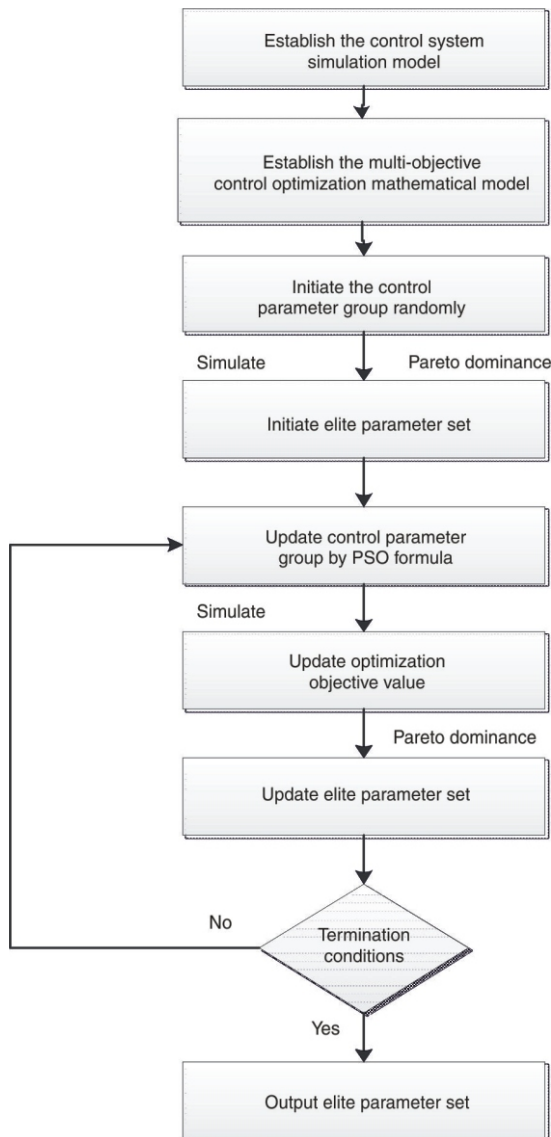 Establish the control system
simulation model
Establish the multi-objective
control optimization mathematical model
Initiate the control
parameter group randomly
Simulate
Pareto dominance
Initiate elite parameter set
Update control parameter
group by PSO formula
Simulate
Update optimization
objective value
Pareto dominance
Update elite parameter set
No
Termination
conditions
Yes
Output elite parameter set